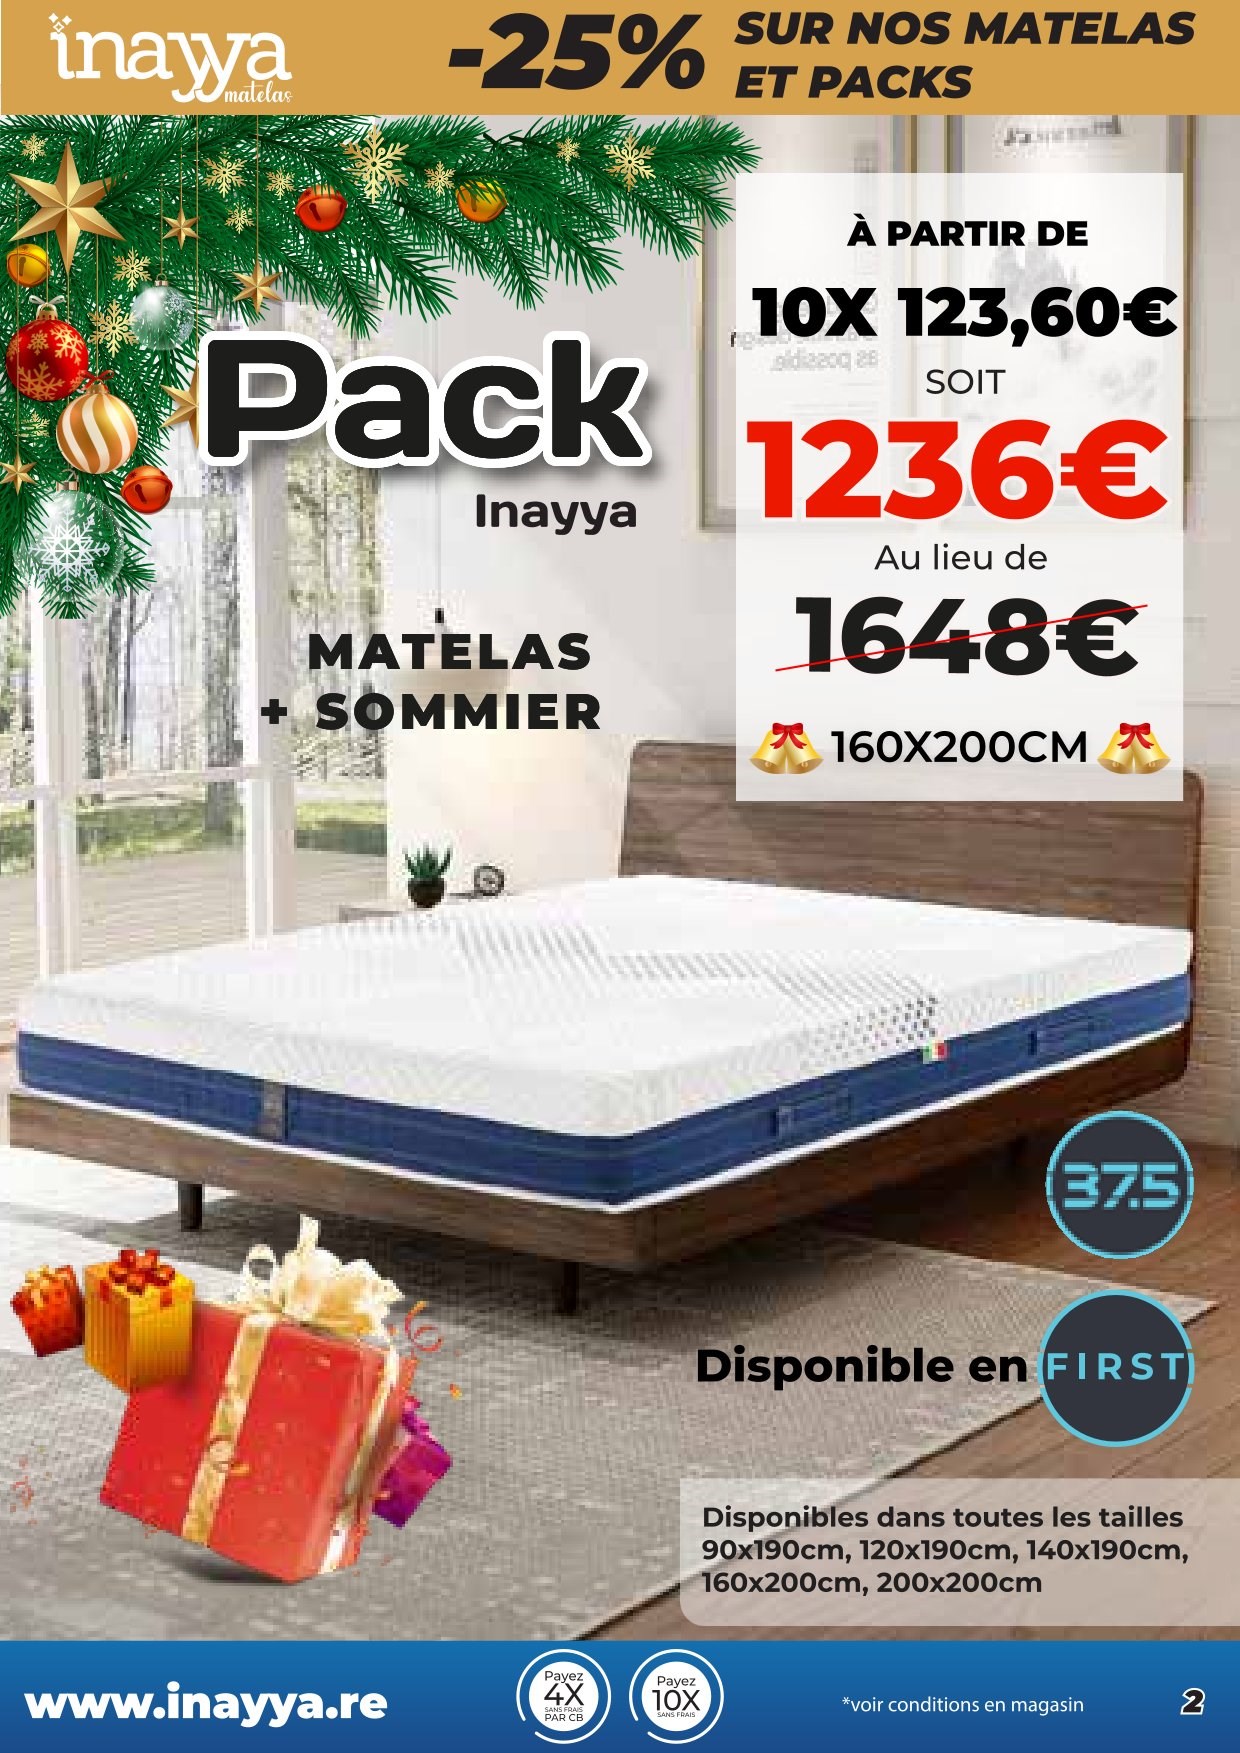 inayya
matelas
-25%
SUR NOS MATELAS
ET PACKS
À PARTIR DE
10X 123,60€
SOIT
1236€
Au lieu de
1648€
160X200CM
Pack
Inayya
MATELAS
+ SOMMIER
37.5
Disponible en FIRST
Disponibles dans toutes les tailles
90x190cm, 120x190cm, 140x190cm,
160x200cm, 200x200cm
www.inayya.re
Payez
4X
SANS FRAIS
PAR CB
Payez
10X
SANS FRAIS
*voir conditions en magasin
2